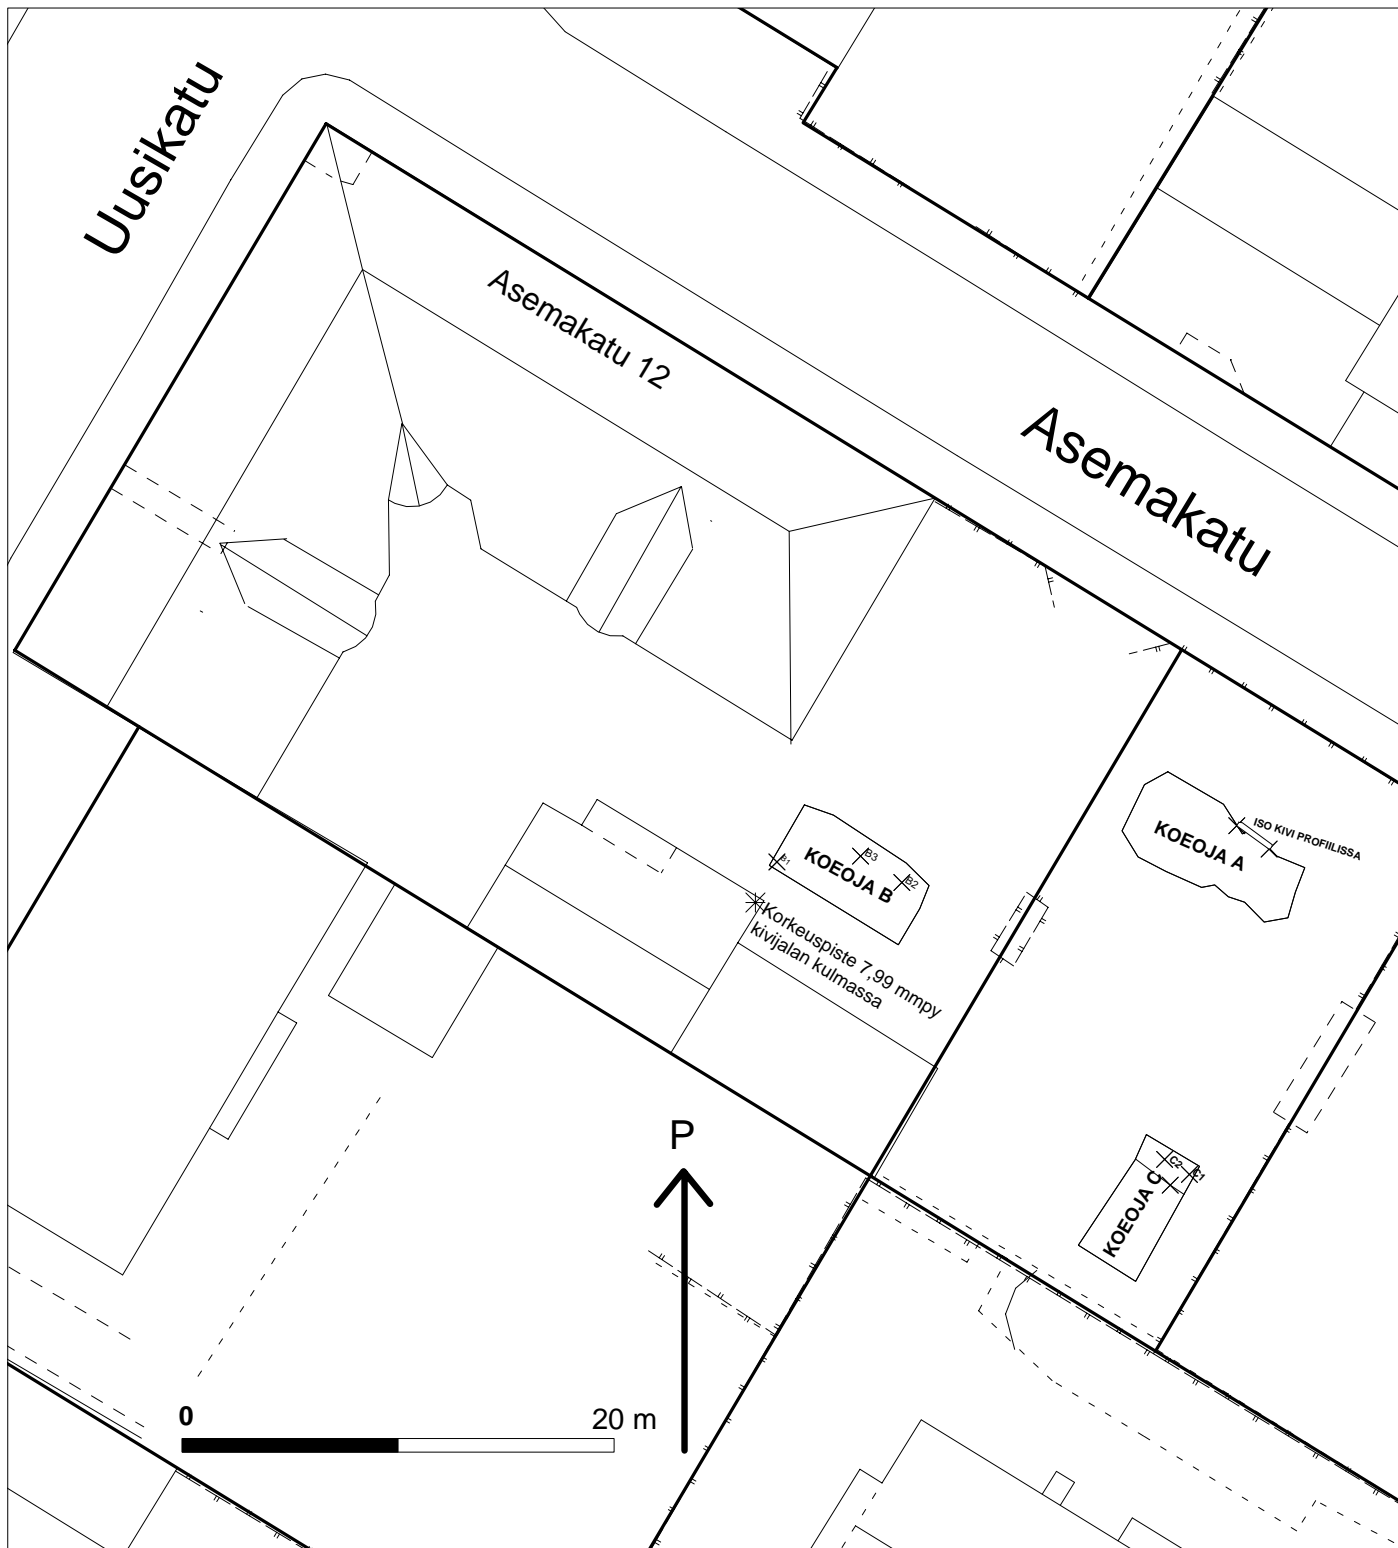 Uusikatu
Asemakatu 12
Asemakatu
ISO KIVI PROFIILISSA
KOEOJA A
B3
B1
KOEOJA B
B2
Korkeuspiste 7,99 mmpy
kivijalan kulmassa
P
C2
C1
KOEOJA C
0
20 m